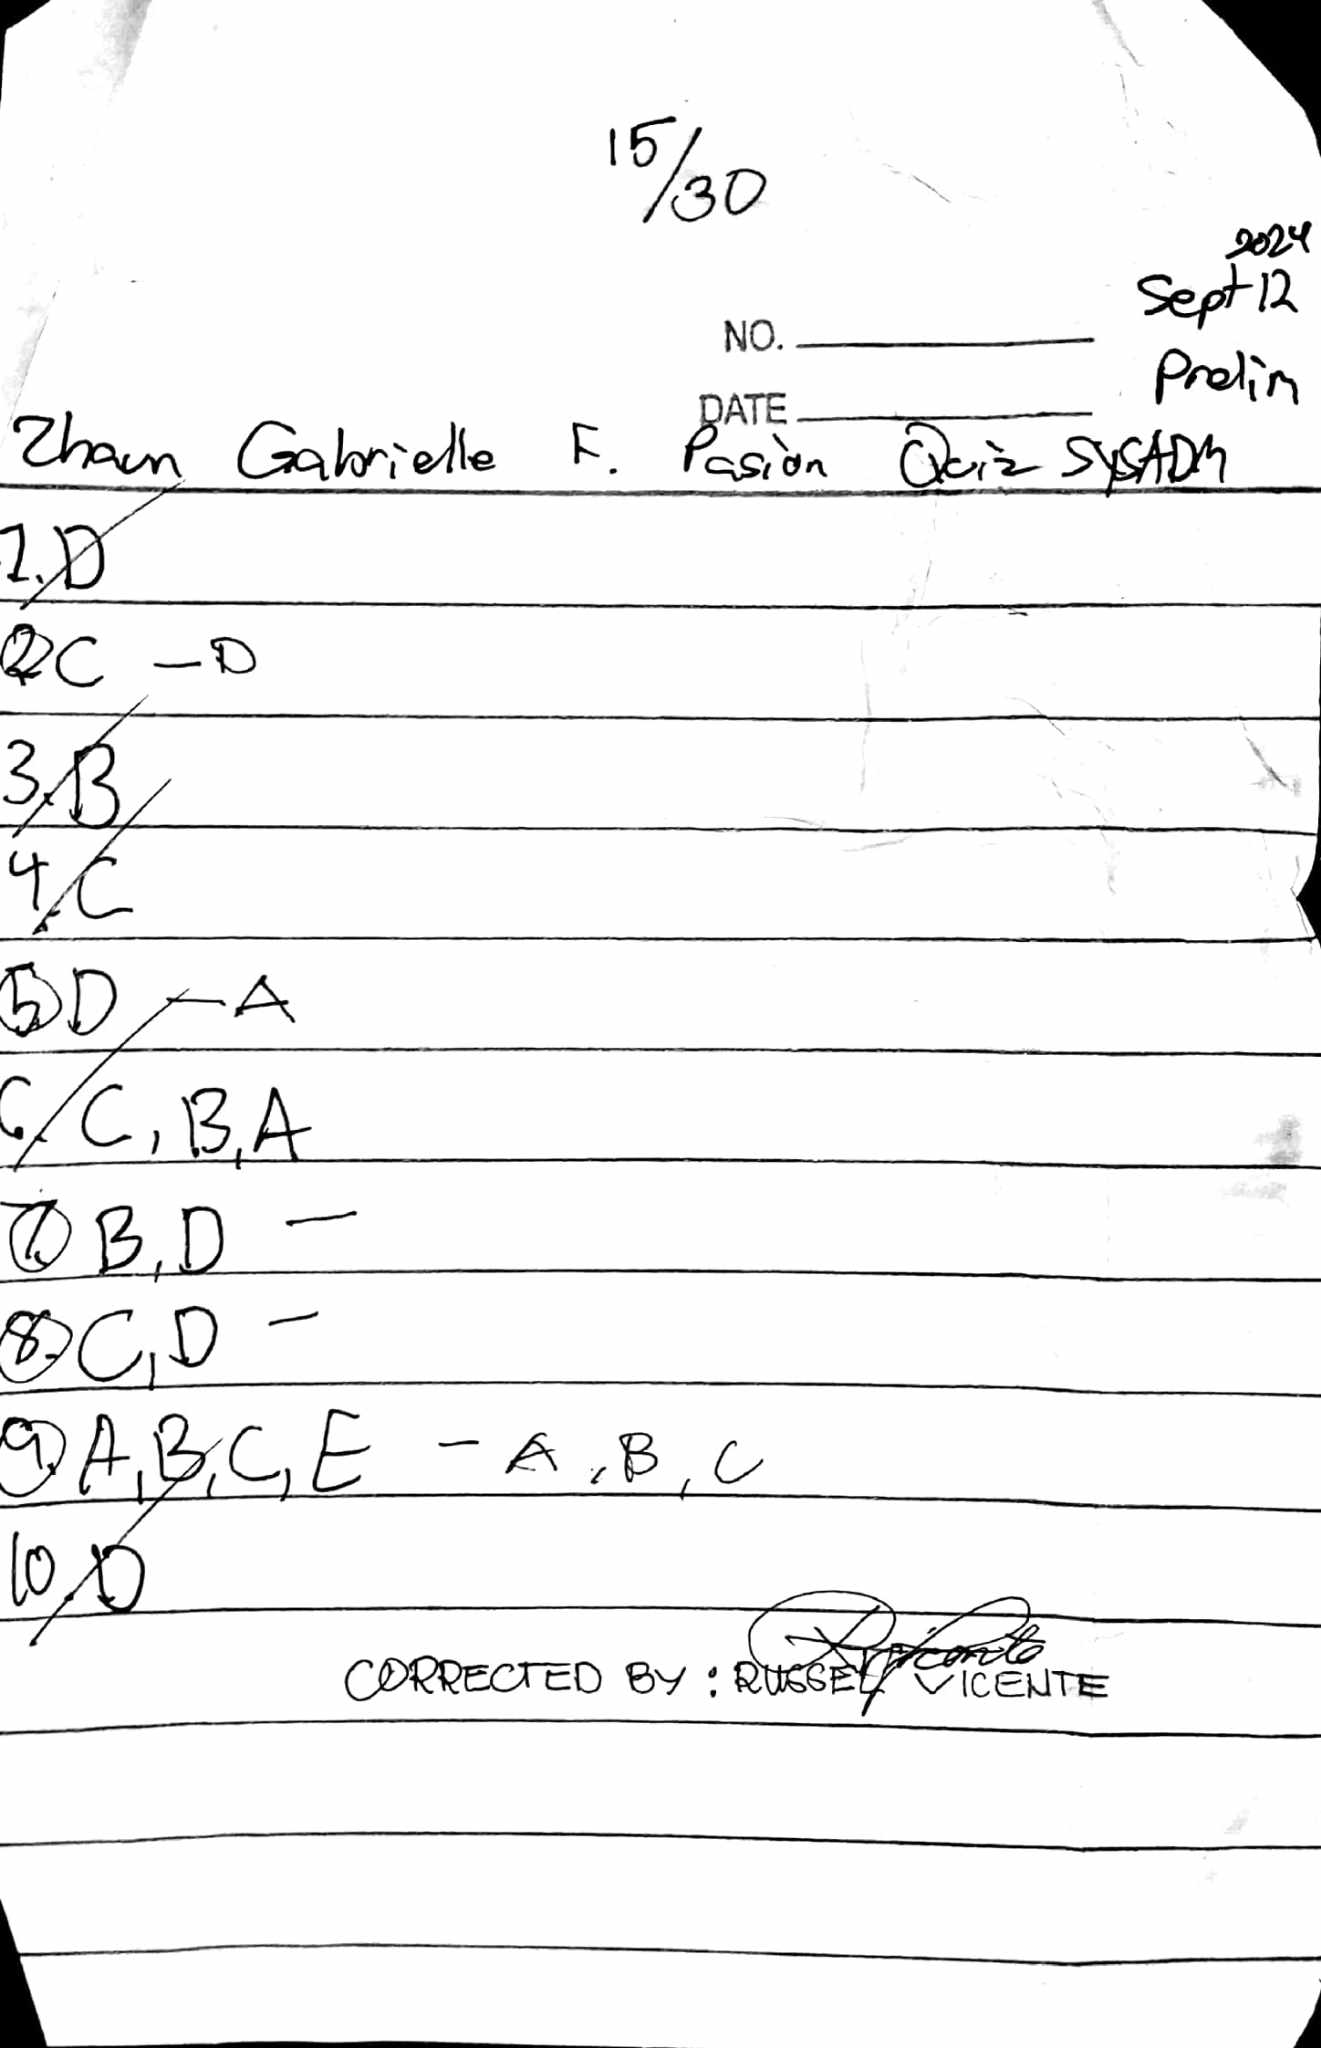 15/30
2024
Sept 12
NO.
Prelim
DATE
Zhaun Gabrielle F. Pasion Quiz SYSADM
1. D
2. C - D
3. B
4. C
5. D - A
6. C, B, A
7. B, D -
8. C, D -
9. A, B, C, E - A, B, C
10. D
CORRECTED BY: RUSSEL VICENTE